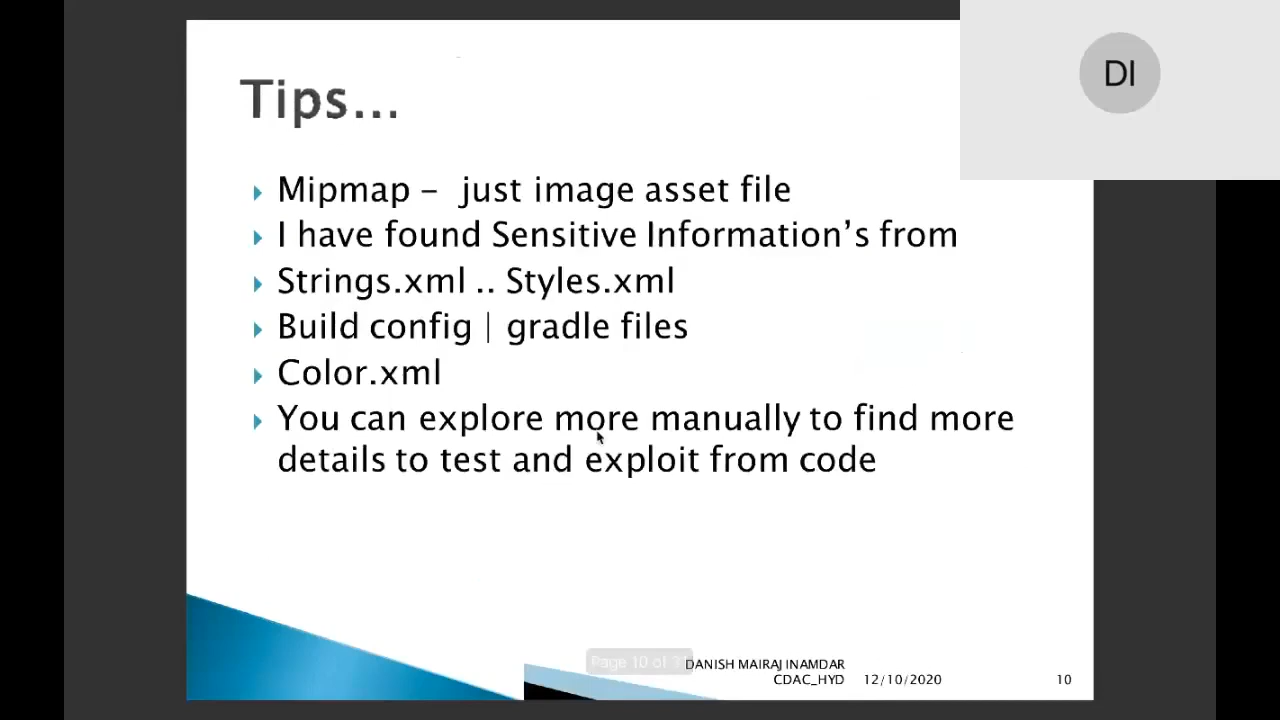 DI
Tips...
Mipmap - just image asset file
I have found Sensitive Information's from
Strings.xml .. Styles.xml
Build config | gradle files
Color.xml
You can explore more manually to find more
details to test and exploit from code
Page 10 of
DANISH MAIRAJ INAMDAR
CDAC_HYD 12/10/2020 10